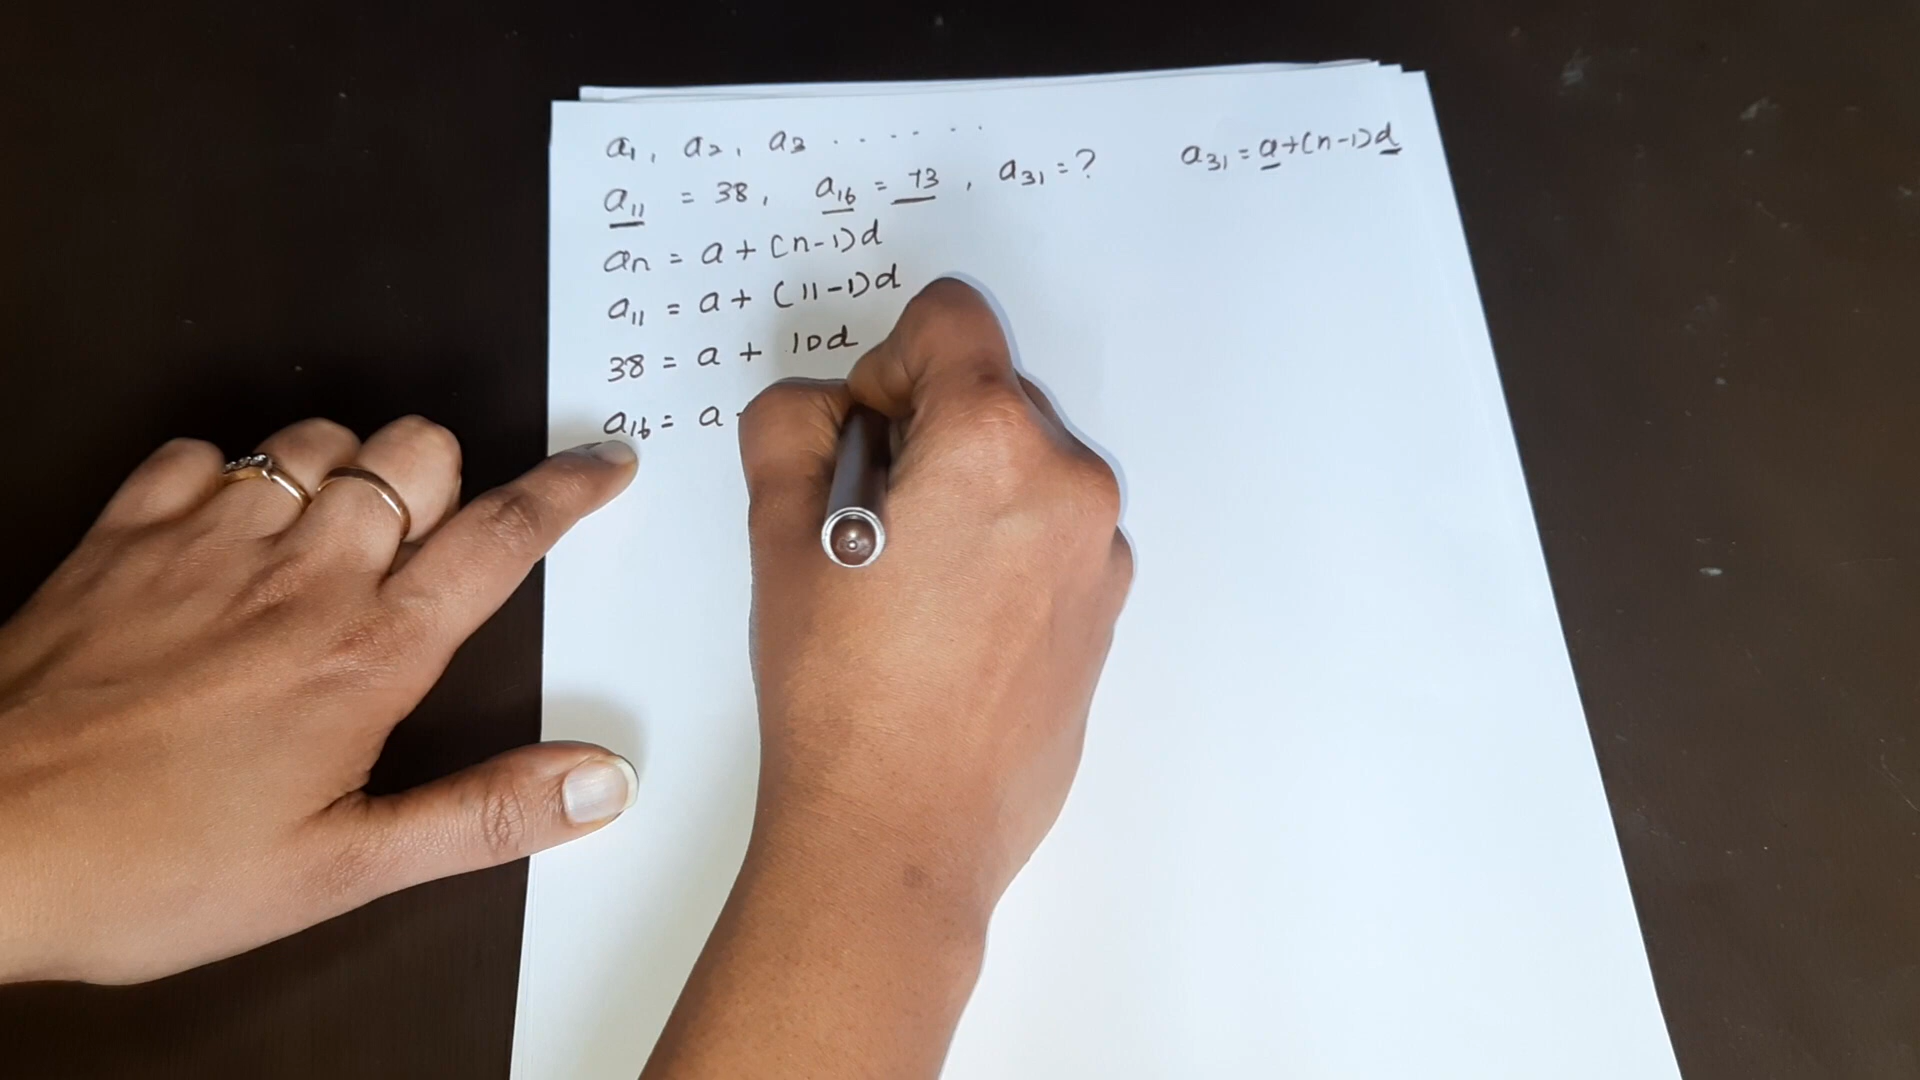 a1, a2, a3 .......
a11 = 38, a16 = 73, a31 = ?
a31 = a+(n-1)d
an = a + (n-1)d
a11 = a + (11-1)d
38 = a + 10d
a16 = a